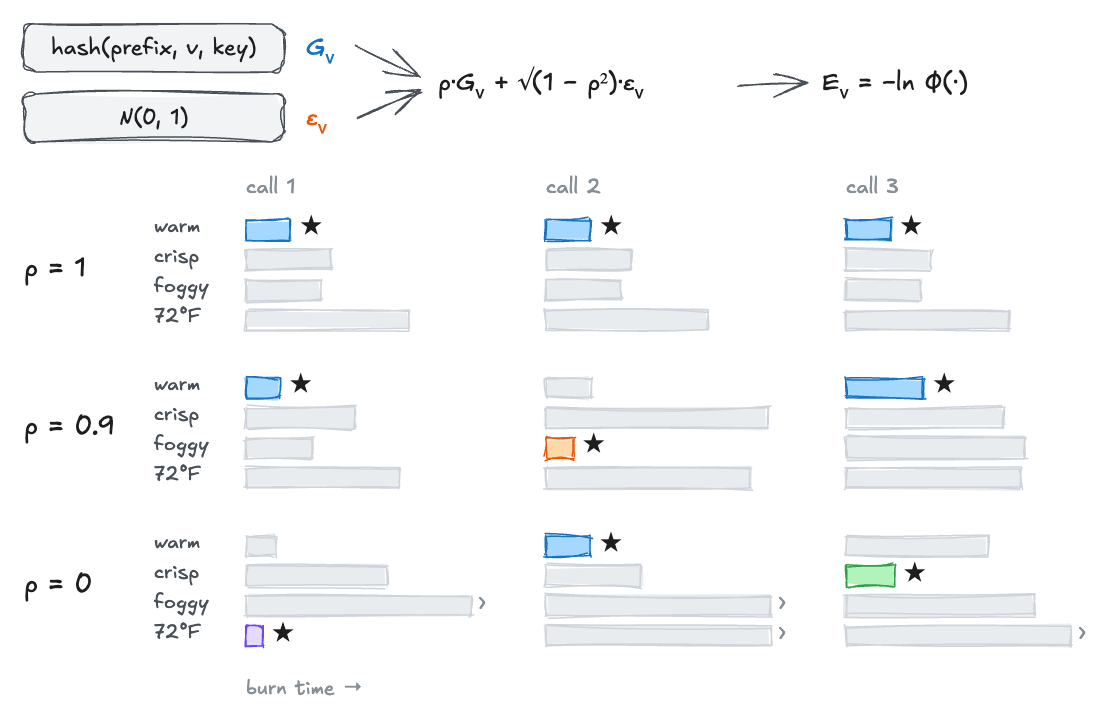 hash(prefix, v, key)
G_v
N(0, 1)
ε_v
ρ·G_v + √(1 − ρ²)·ε_v
E_v = −ln Φ(·)
call 1
call 2
call 3
ρ = 1
warm ★ ★ ★
crisp
foggy
72°F
ρ = 0.9
warm ★ ★
crisp
foggy ★
72°F
ρ = 0
warm ★
crisp ★
foggy › ›
72°F ★ › ›
burn time →